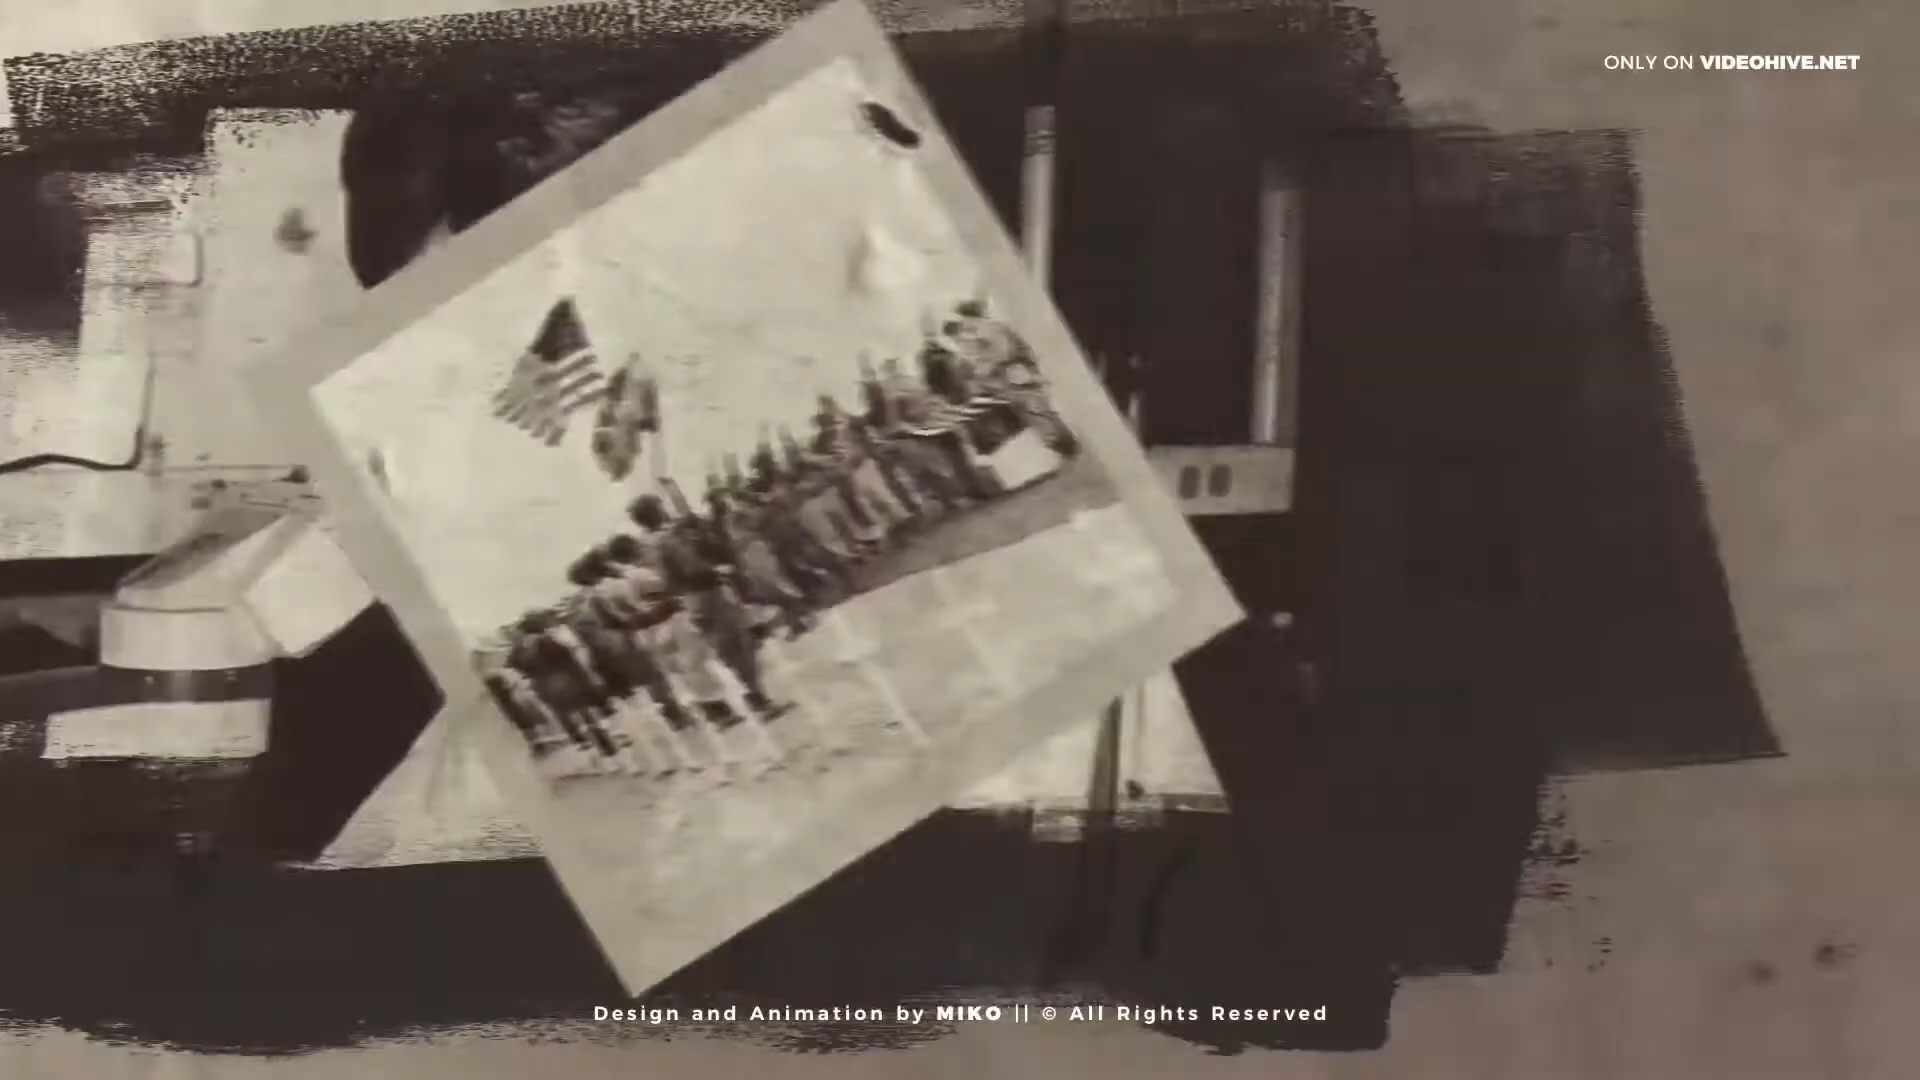 ONLY ON VIDEOHIVE.NET
Design and Animation by MIKO || © All Rights Reserved